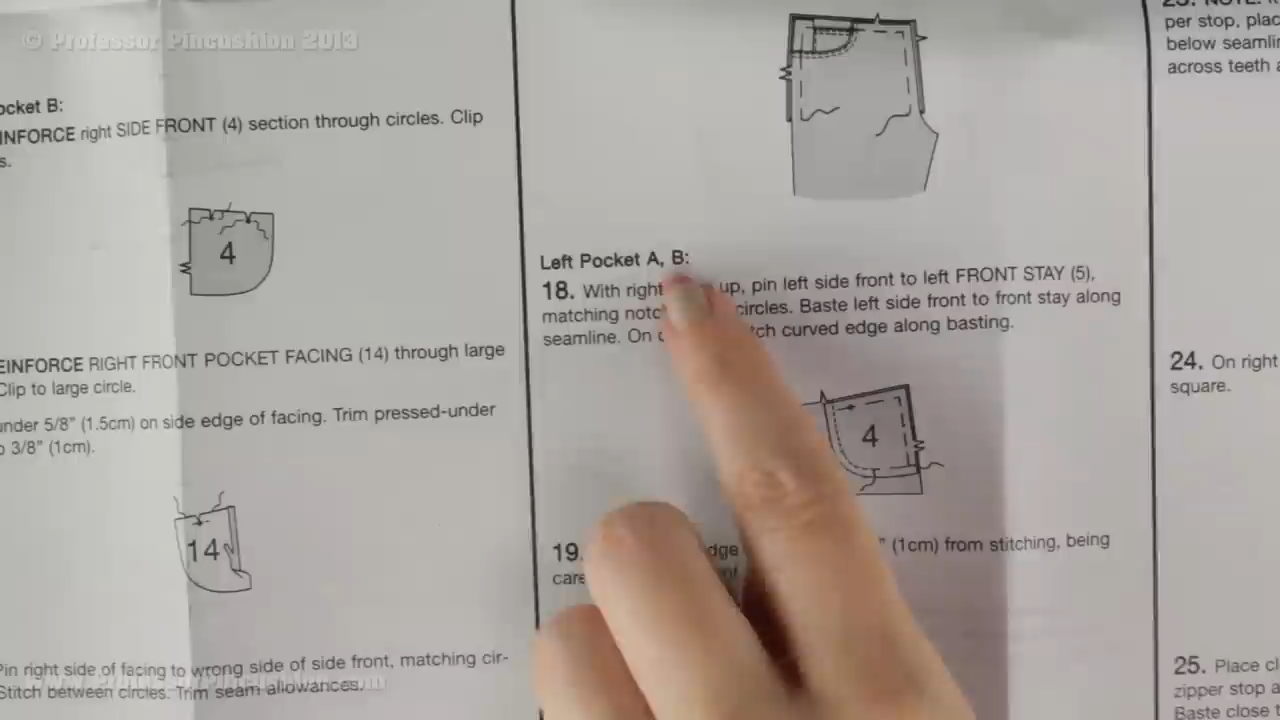 © Professor Pincushion 2013
ocket B:
INFORCE right SIDE FRONT (4) section through circles. Clip
s.
4
EINFORCE RIGHT FRONT POCKET FACING (14) through large
Clip to large circle.
under 5/8" (1.5cm) on side edge of facing. Trim pressed-under
3/8" (1cm).
14
Pin right side of facing to wrong side of side front, matching cir-
Stitch between circles. Trim seam allowances.
Left Pocket A, B:
18. With right up, pin left side front to left FRONT STAY (5),
matching notc circles. Baste left side front to front stay along
seamline. On tch curved edge along basting.
4
19. dge (1cm) from stitching, being
care
per stop, plac
below seamlin
across teeth a
24. On right
square.
25. Place cl
zipper stop a
Baste close t